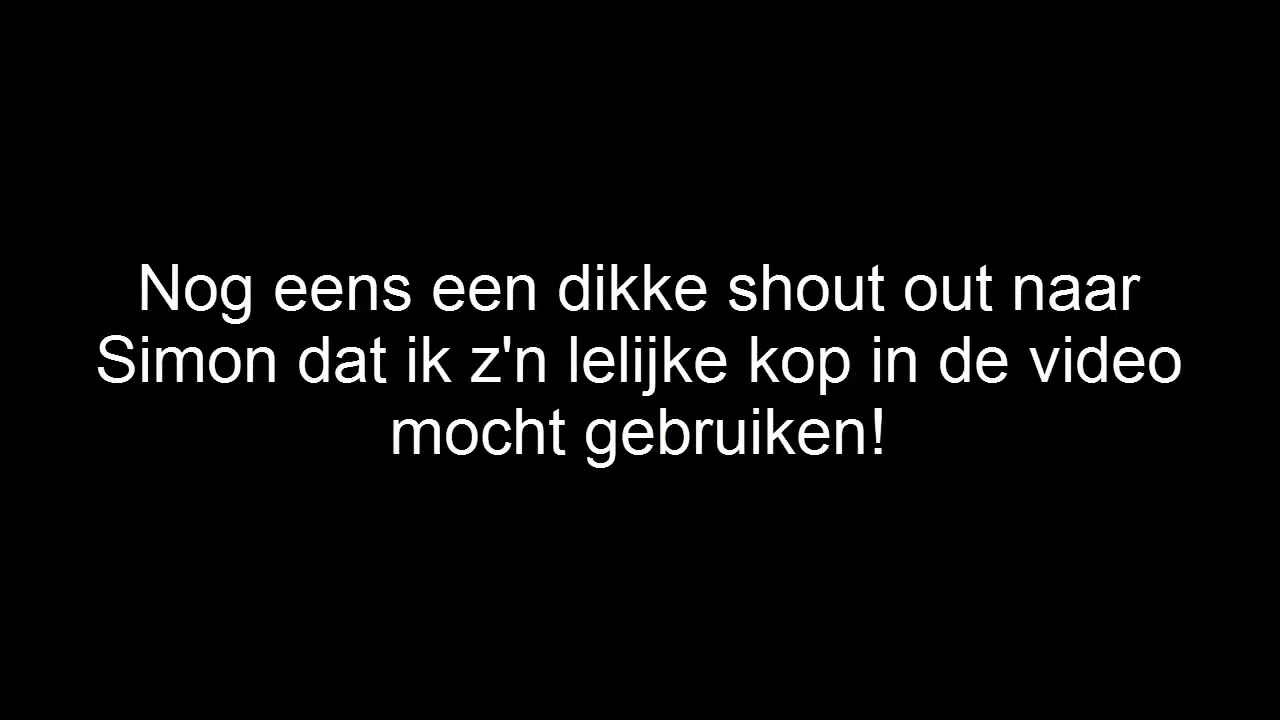 Nog eens een dikke shout out naar
Simon dat ik z'n lelijke kop in de video
mocht gebruiken!